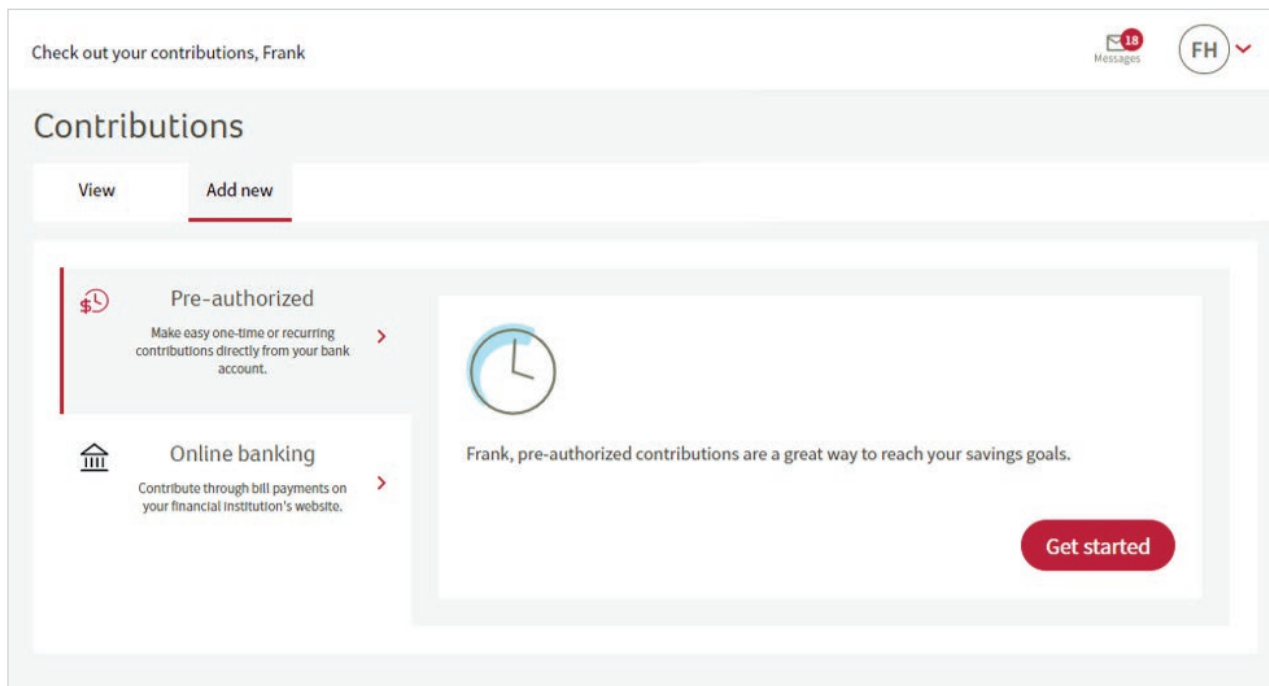 Check out your contributions, Frank
18
Messages
FH
Contributions
View
Add new
Pre-authorized
Make easy one-time or recurring
contributions directly from your bank
account.
Online banking
Contribute through bill payments on
your financial institution's website.
Frank, pre-authorized contributions are a great way to reach your savings goals.
Get started